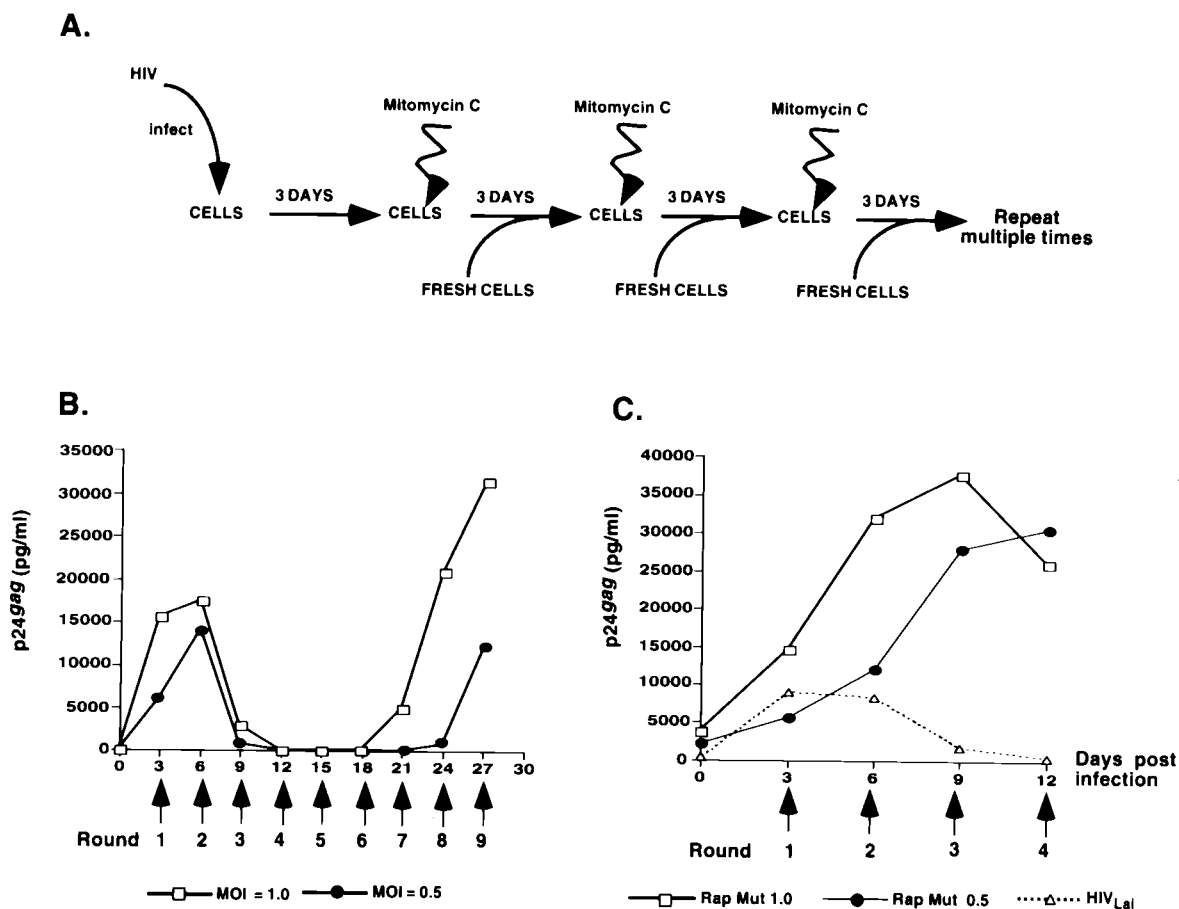 A.
HIV
infect
Mitomycin C Mitomycin C Mitomycin C
CELLS 3 DAYS CELLS 3 DAYS CELLS 3 DAYS CELLS 3 DAYS Repeat
multiple times
FRESH CELLS FRESH CELLS FRESH CELLS
B.
p24gag (pg/ml)
35000
30000
25000
20000
15000
10000
5000
0
0 3 6 9 12 15 18 21 24 27 30
Round 1 2 3 4 5 6 7 8 9
MOI = 1.0 MOI = 0.5
C.
p24gag (pg/ml)
40000
35000
30000
25000
20000
15000
10000
5000
0
0 3 6 9 12
Days post
infection
Round 1 2 3 4
Rap Mut 1.0 Rap Mut 0.5 HIVLai